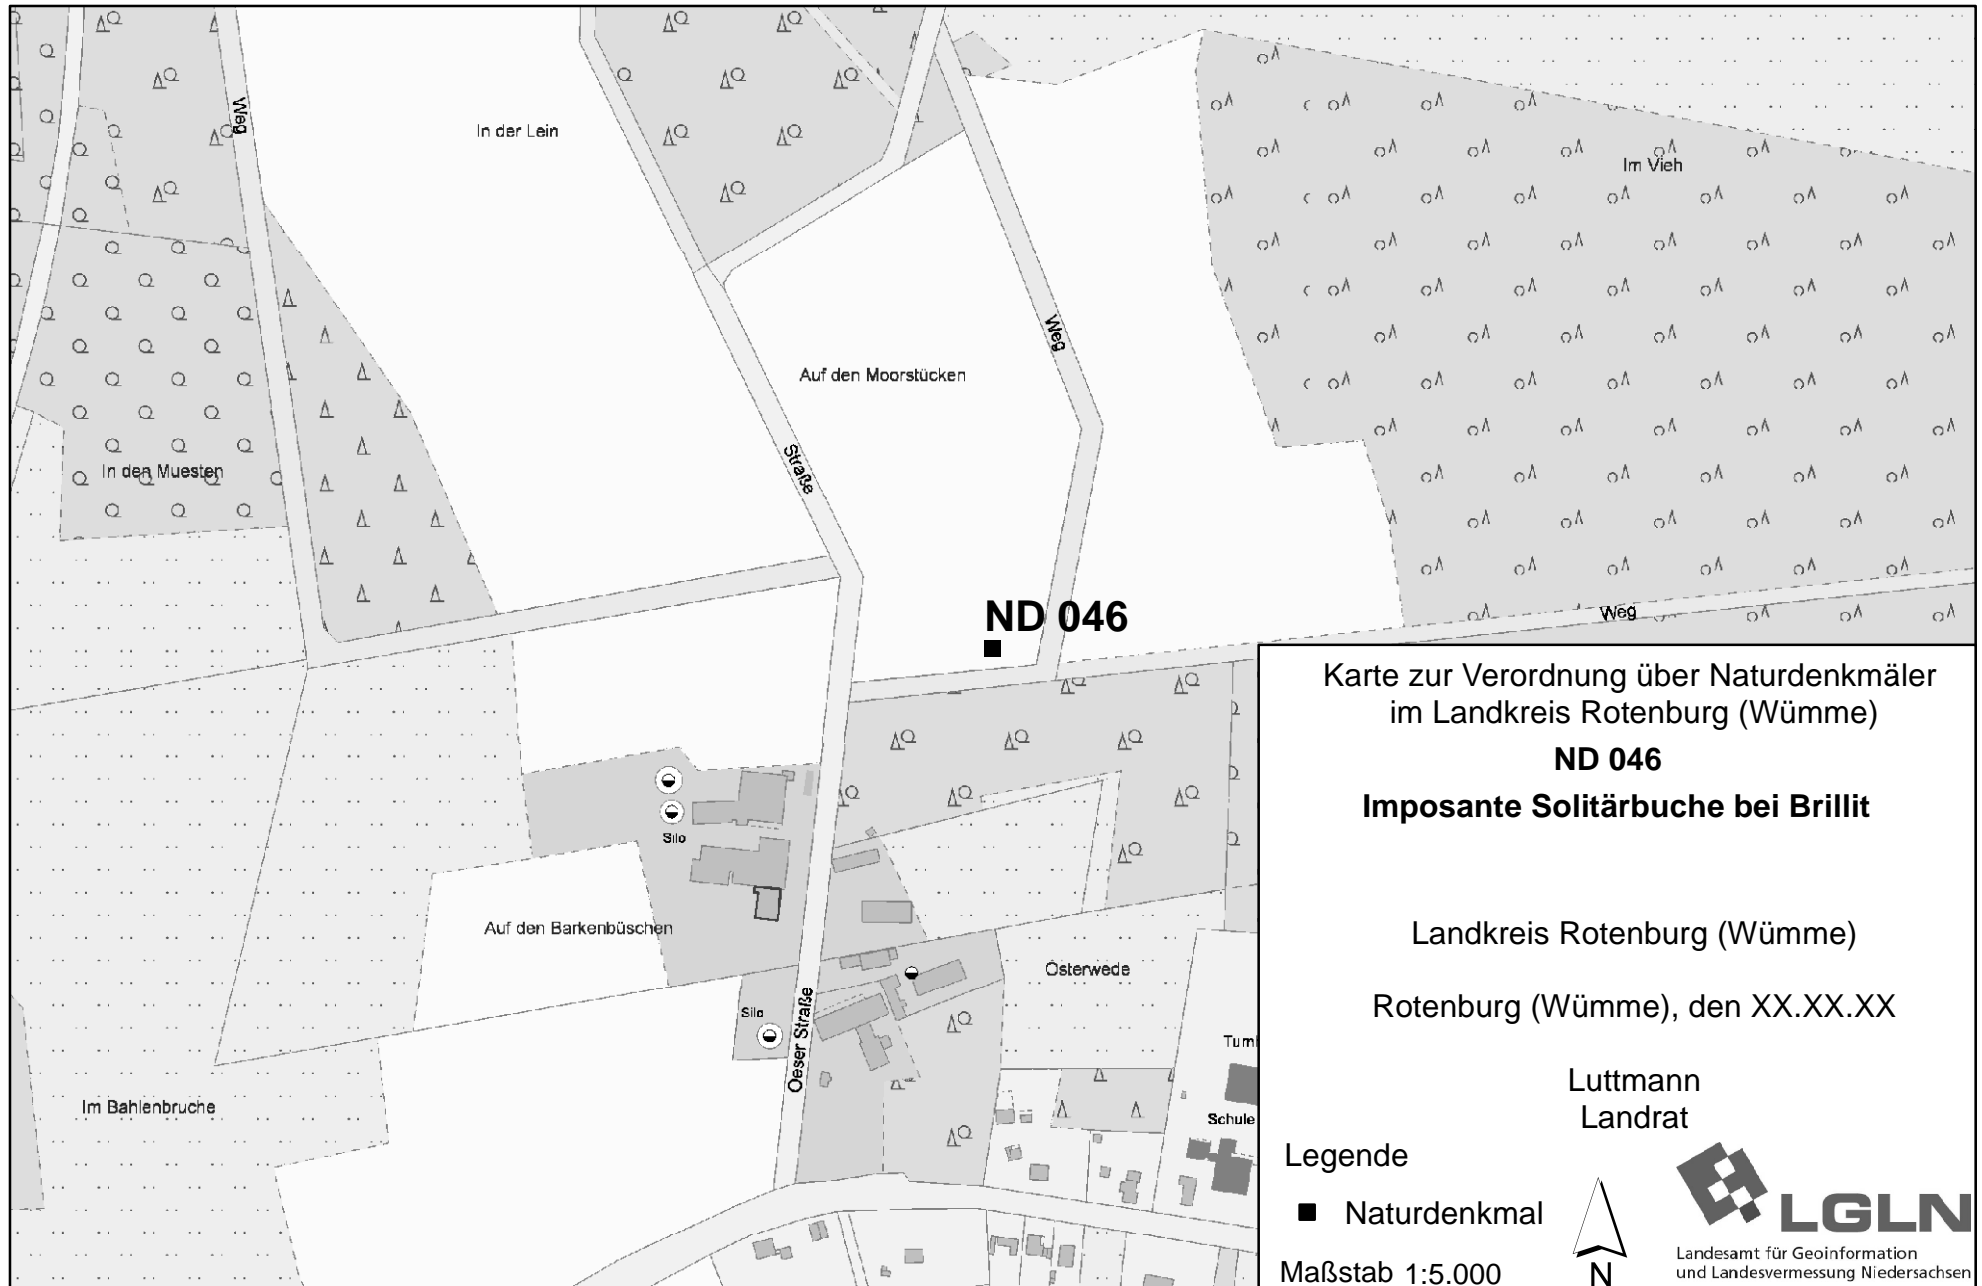 Weg
In der Lein
Im Vieh
Weg
Auf den Moorstücken
Straße
In den Muesten
ND 046
Weg
Silo
Auf den Barkenbüschen
Osterwede
Silo
Oeser Straße
Im Bahlenbruche
Schule
Karte zur Verordnung über Naturdenkmäler
im Landkreis Rotenburg (Wümme)
ND 046
Imposante Solitärbuche bei Brillit
Landkreis Rotenburg (Wümme)
Rotenburg (Wümme), den XX.XX.XX
Luttmann
Landrat
Legende
Naturdenkmal
Maßstab 1:5.000
N
LGLN
Landesamt für Geoinformation
und Landesvermessung Niedersachsen